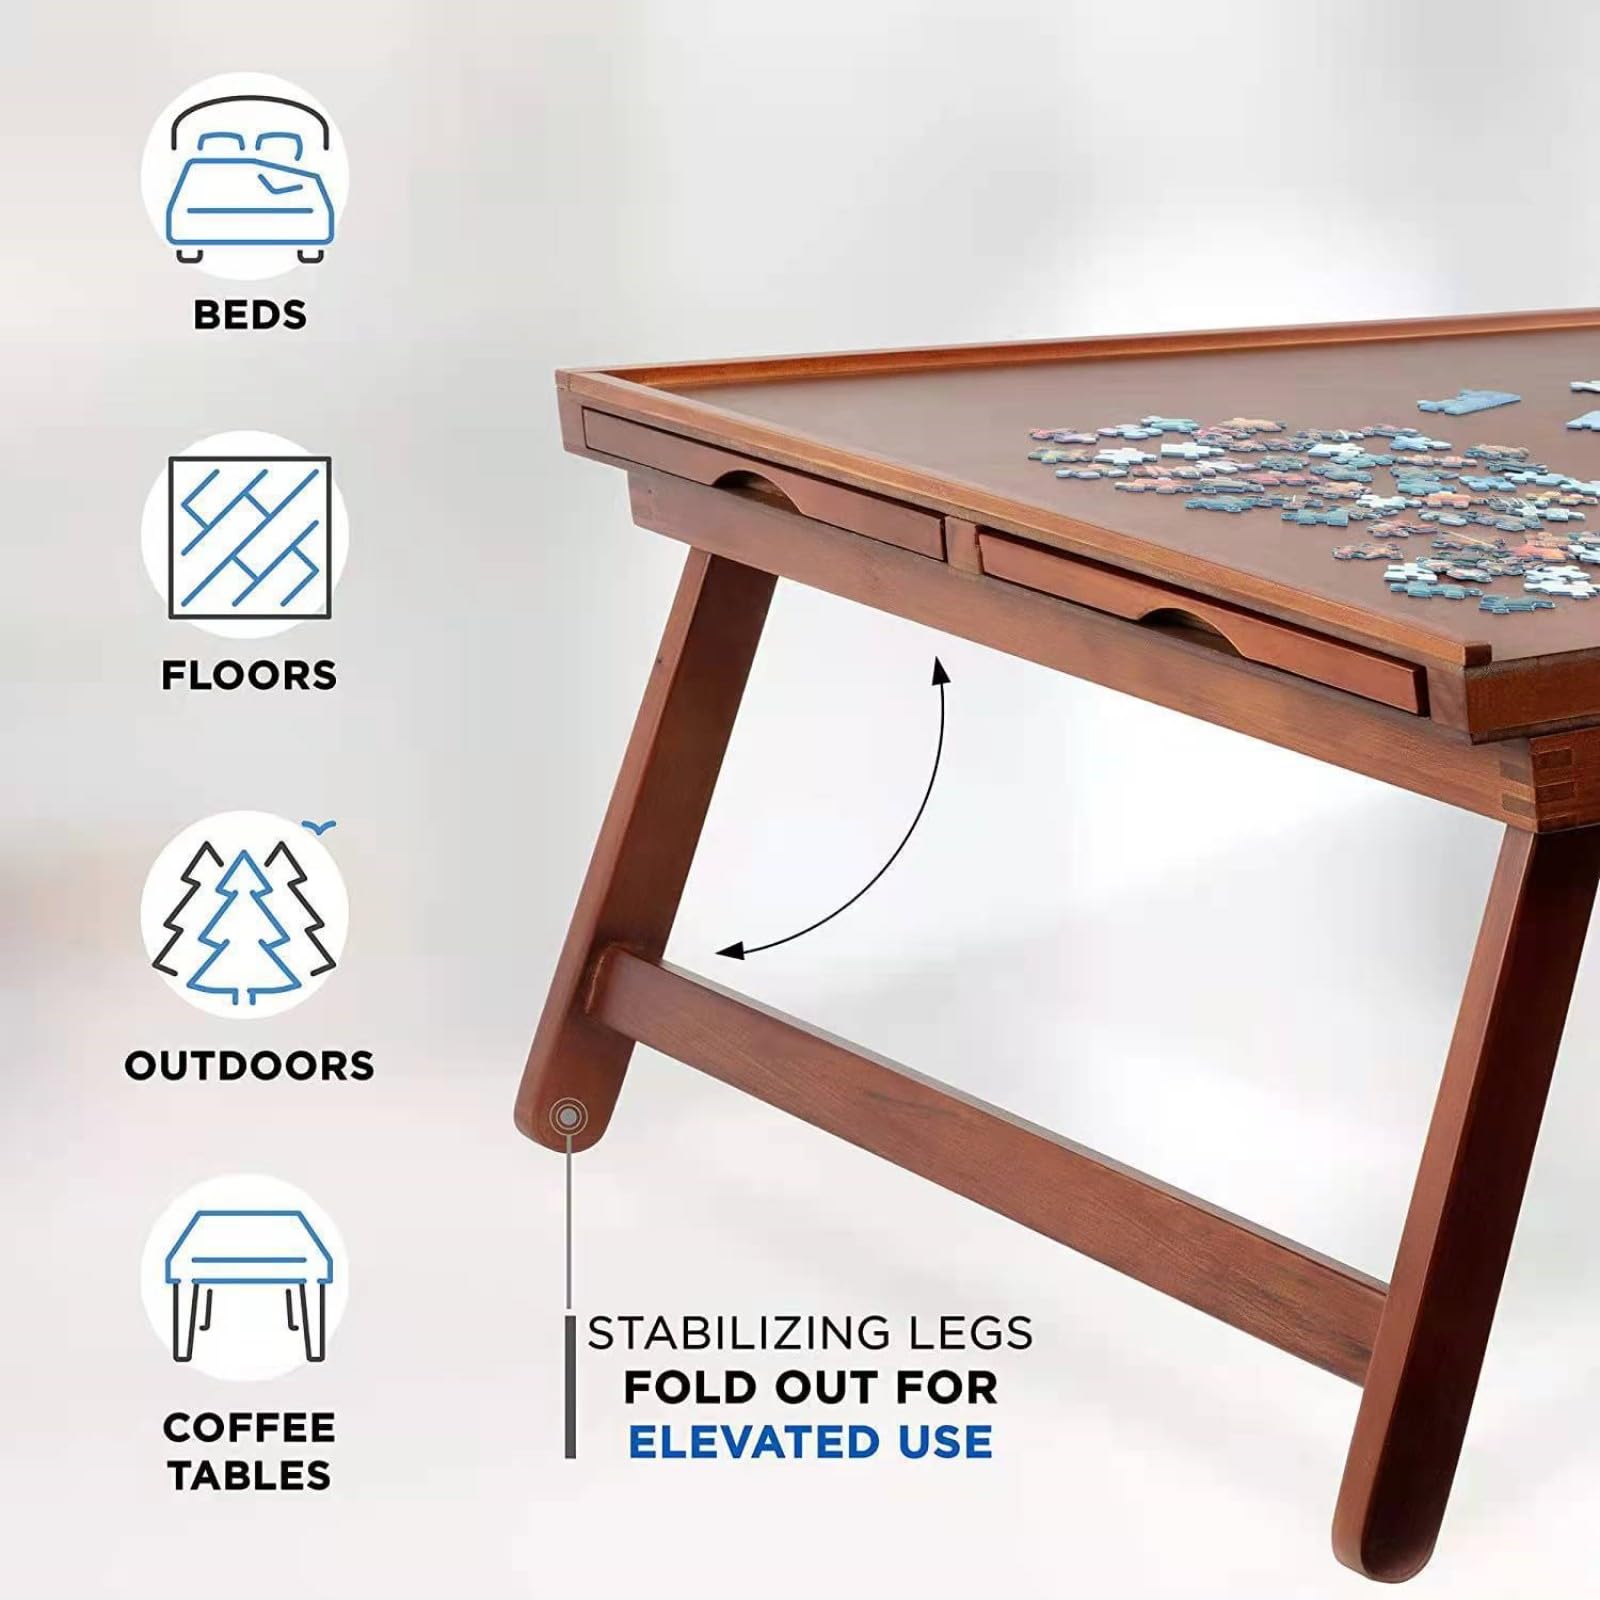 BEDS
FLOORS
OUTDOORS
COFFEE
TABLES
STABILIZING LEGS
FOLD OUT FOR
ELEVATED USE